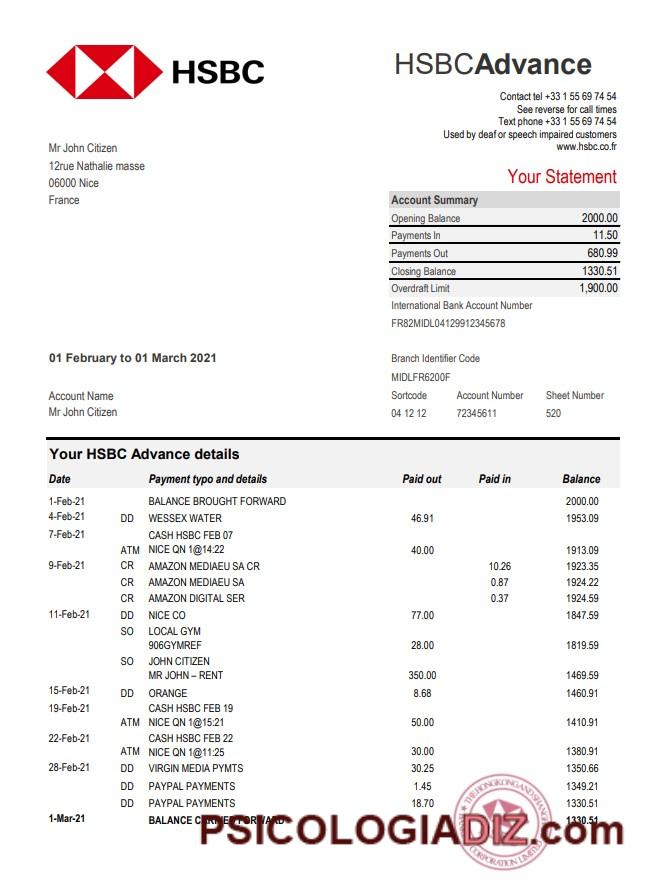 HSBC
HSBCAdvance
Contact tel +33 1 55 69 74 54
See reverse for call times
Text phone +33 1 55 69 74 54
Used by deaf or speech impaired customers
www.hsbc.co.fr
Mr John Citizen
12rue Nathalie masse
06000 Nice
France
Your Statement
Account Summary
Opening Balance 2000.00
Payments In 11.50
Payments Out 680.99
Closing Balance 1330.51
Overdraft Limit 1,900.00
International Bank Account Number
FR82MIDL04129912345678
01 February to 01 March 2021
Branch Identifier Code
MIDLFR6200F
Account Name
Mr John Citizen
Sortcode Account Number Sheet Number
04 12 12 72345611 520
Your HSBC Advance details
Date Payment typo and details Paid out Paid in Balance
1-Feb-21 BALANCE BROUGHT FORWARD 2000.00
4-Feb-21 DD WESSEX WATER 46.91 1953.09
7-Feb-21 CASH HSBC FEB 07
ATM NICE QN 1@14:22 40.00 1913.09
9-Feb-21 CR AMAZON MEDIAEU SA CR 10.26 1923.35
CR AMAZON MEDIAEU SA 0.87 1924.22
CR AMAZON DIGITAL SER 0.37 1924.59
11-Feb-21 DD NICE CO 77.00 1847.59
SO LOCAL GYM
906GYMREF 28.00 1819.59
SO JOHN CITIZEN
MR JOHN – RENT 350.00 1469.59
15-Feb-21 DD ORANGE 8.68 1460.91
19-Feb-21 CASH HSBC FEB 19
ATM NICE QN 1@15:21 50.00 1410.91
22-Feb-21 CASH HSBC FEB 22
ATM NICE QN 1@11:25 30.00 1380.91
28-Feb-21 DD VIRGIN MEDIA PYMTS 30.25 1350.66
DD PAYPAL PAYMENTS 1.45 1349.21
DD PAYPAL PAYMENTS 18.70 1330.51
1-Mar-21 BALANCE CARRIED FORWARD 1330.51
PSICOLOGIADIZ.com
THE HONGKONG AND SHANGHAI
CORPORATION LIMITED